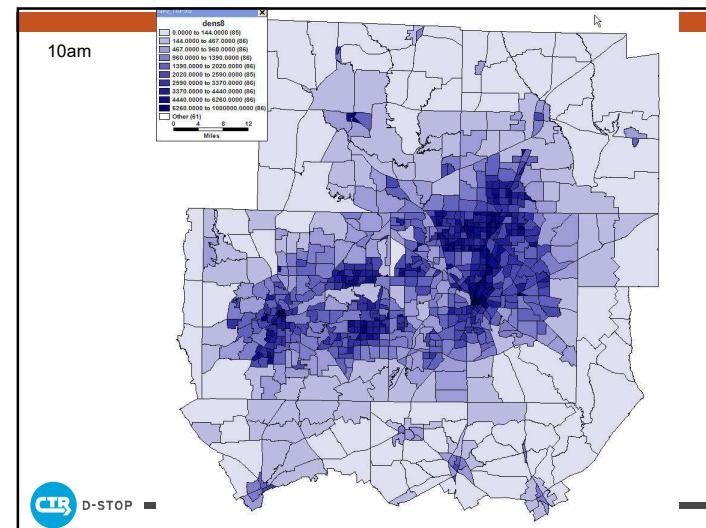 10am
dens8
0.0000 to 144.0000 (85)
144.0000 to 467.0000 (86)
467.0000 to 960.0000 (86)
960.0000 to 1390.0000 (86)
1390.0000 to 2020.0000 (86)
2020.0000 to 2590.0000 (85)
2590.0000 to 3370.0000 (86)
3370.0000 to 4440.0000 (86)
4440.0000 to 6260.0000 (86)
6260.0000 to 1000000.0000 (86)
Other (61)
0 4 8 12
Miles
CTR D-STOP